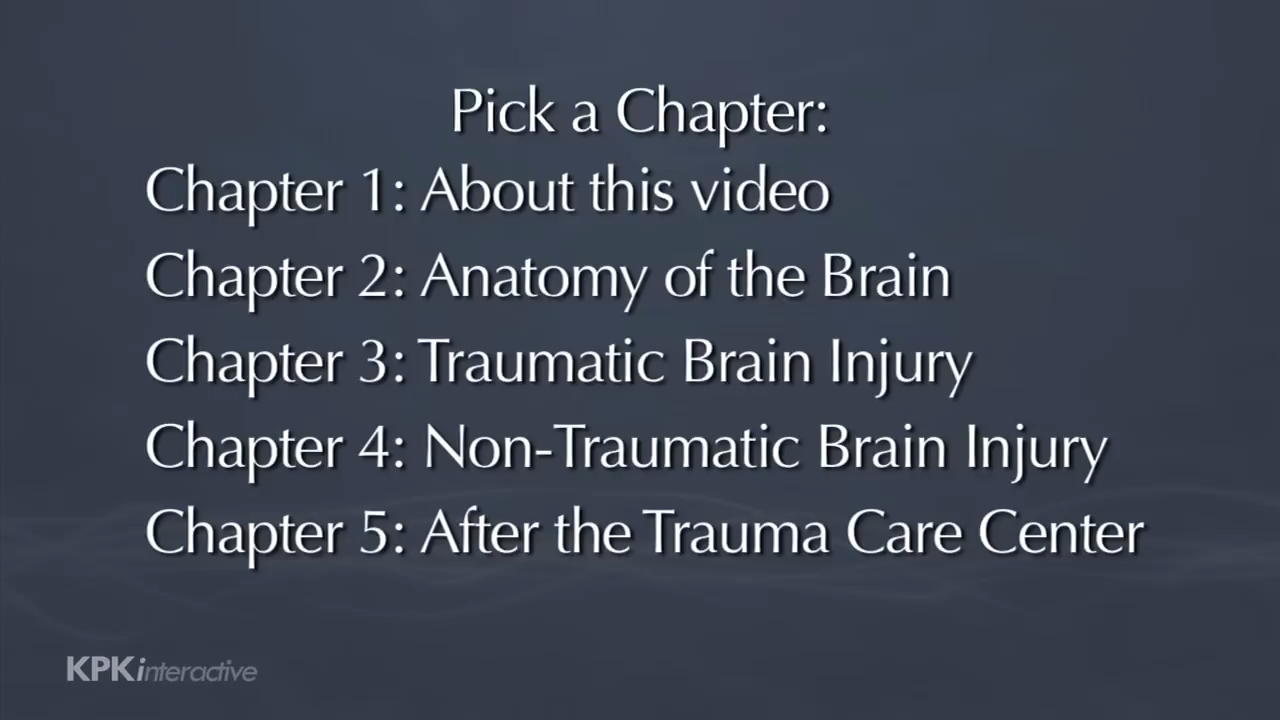 Pick a Chapter:
Chapter 1: About this video
Chapter 2: Anatomy of the Brain
Chapter 3: Traumatic Brain Injury
Chapter 4: Non-Traumatic Brain Injury
Chapter 5: After the Trauma Care Center
KPKinteractive